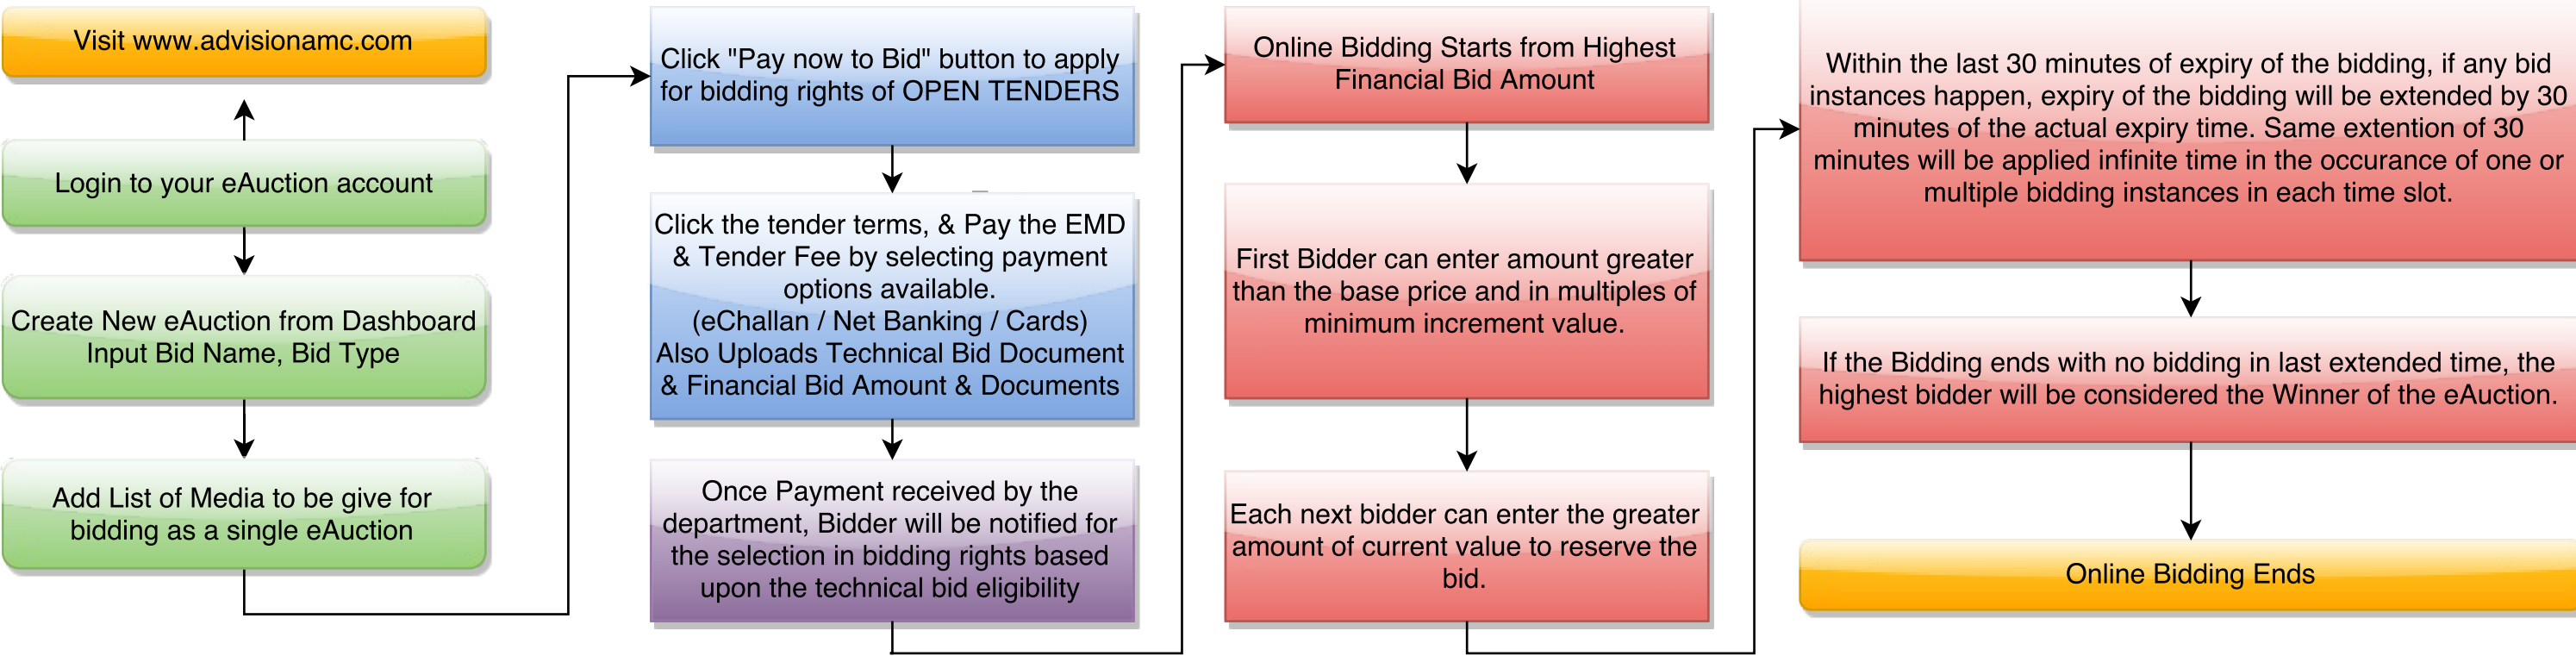 Visit www.advisionamc.com
Login to your eAuction account
Create New eAuction from Dashboard
Input Bid Name, Bid Type
Add List of Media to be give for
bidding as a single eAuction
Click "Pay now to Bid" button to apply
for bidding rights of OPEN TENDERS
Click the tender terms, & Pay the EMD
& Tender Fee by selecting payment
options available.
(eChallan / Net Banking / Cards)
Also Uploads Technical Bid Document
& Financial Bid Amount & Documents
Once Payment received by the
department, Bidder will be notified for
the selection in bidding rights based
upon the technical bid eligibility
Online Bidding Starts from Highest
Financial Bid Amount
First Bidder can enter amount greater
than the base price and in multiples of
minimum increment value.
Each next bidder can enter the greater
amount of current value to reserve the
bid.
Within the last 30 minutes of expiry of the bidding, if any bid
instances happen, expiry of the bidding will be extended by 30
minutes of the actual expiry time. Same extention of 30
minutes will be applied infinite time in the occurance of one or
multiple bidding instances in each time slot.
If the Bidding ends with no bidding in last extended time, the
highest bidder will be considered the Winner of the eAuction.
Online Bidding Ends